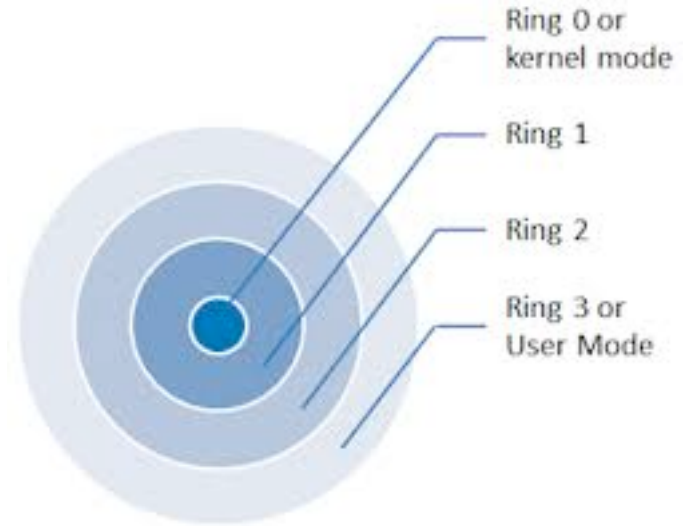 Ring 0 or
kernel mode
Ring 1
Ring 2
Ring 3 or
User Mode